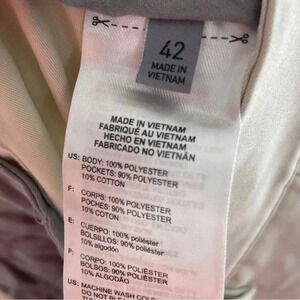 42
MADE IN
VIETNAM
MADE IN VIETNAM
FABRIQUÉ AU VIETNAM
HECHO EN VIETNAM
FABRICADO NO VIETNÃ
US: BODY: 100% POLYESTER
POCKETS: 90% POLYESTER
10% COTTON
F: CORPS: 100% POLYESTER
POCHES: 90% POLYESTER
10% COTON
E: CUERPO: 100% poliéster
BOLSILLOS: 90% poliéster
10% algodón
P: CORPO: 100% POLIÉSTER
BOLSOS: 90% POLIÉSTER
10% ALGODÃO
US: MACHINE WASH COLD
DO NOT